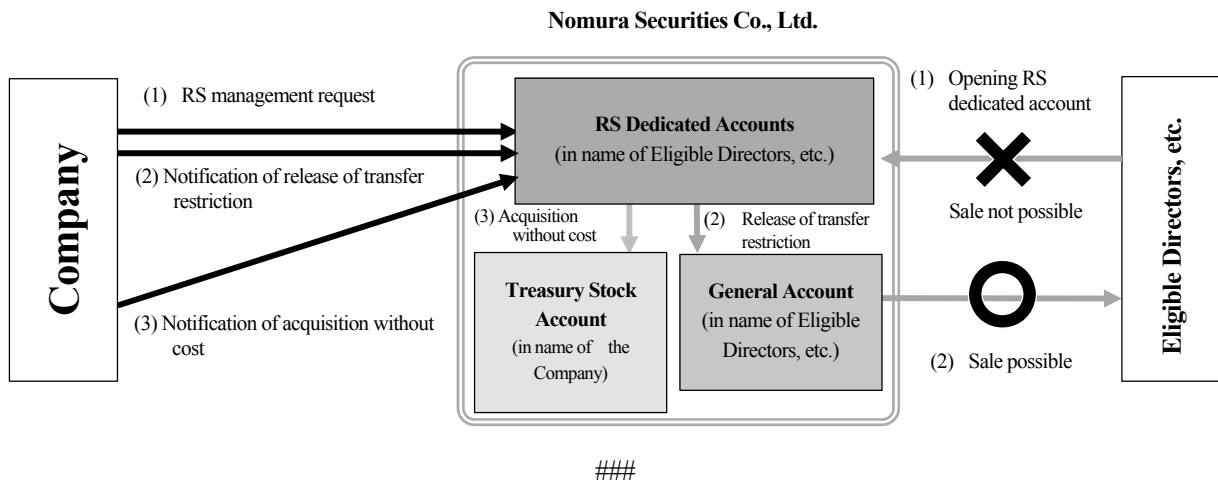 Nomura Securities Co., Ltd.
Company
(1) RS management request
(2) Notification of release of transfer
restriction
(3) Notification of acquisition without
cost
RS Dedicated Accounts
(in name of Eligible Directors, etc.)
(3) Acquisition
without cost
(2) Release of transfer
restriction
Treasury Stock
Account
(in name of the
Company)
General Account
(in name of Eligible
Directors, etc.)
(1) Opening RS
dedicated account
Sale not possible
(2) Sale possible
Eligible Directors, etc.
###